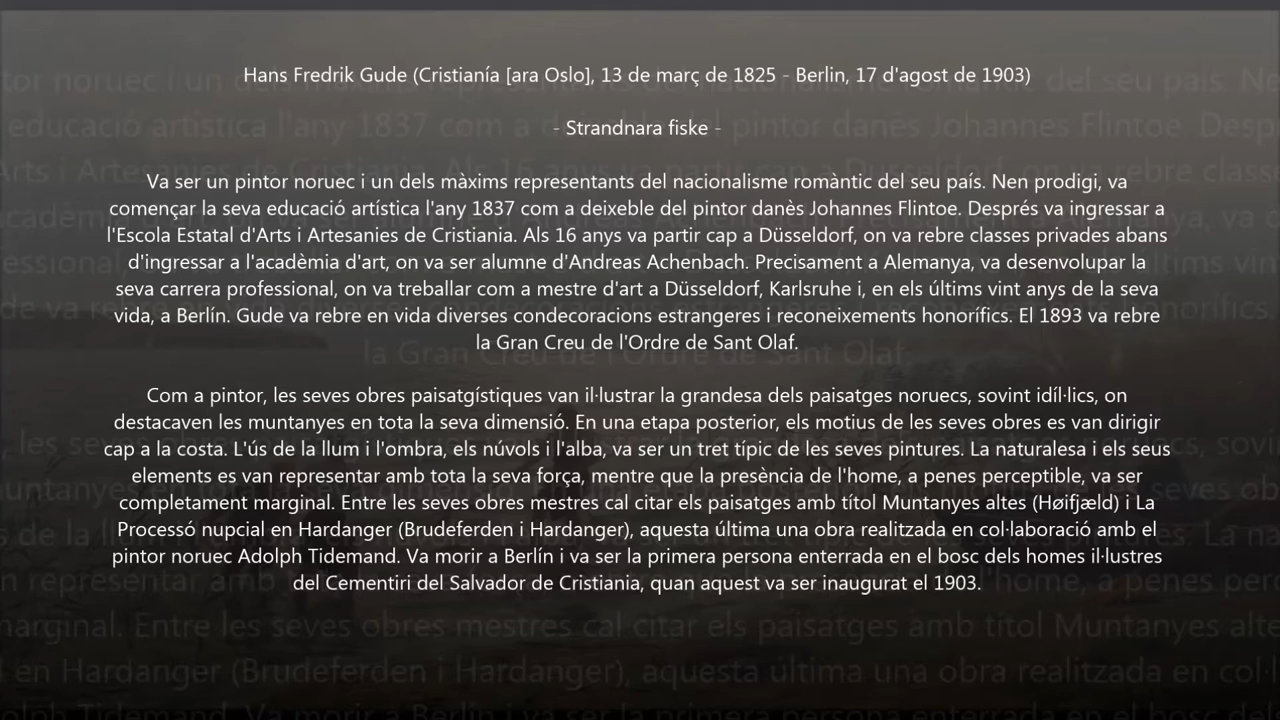 Hans Fredrik Gude (Cristianía [ara Oslo], 13 de març de 1825 - Berlin, 17 d'agost de 1903)
- Strandnara fiske -
Va ser un pintor noruec i un dels màxims representants del nacionalisme romàntic del seu país. Nen prodigi, va
començar la seva educació artística l'any 1837 com a deixeble del pintor danès Johannes Flintoe. Després va ingressar a
l'Escola Estatal d'Arts i Artesanies de Cristiania. Als 16 anys va partir cap a Düsseldorf, on va rebre classes privades abans
d'ingressar a l'acadèmia d'art, on va ser alumne d'Andreas Achenbach. Precisament a Alemanya, va desenvolupar la
seva carrera professional, on va treballar com a mestre d'art a Düsseldorf, Karlsruhe i, en els últims vint anys de la seva
vida, a Berlín. Gude va rebre en vida diverses condecoracions estrangeres i reconeixements honorífics. El 1893 va rebre
la Gran Creu de l'Ordre de Sant Olaf.
Com a pintor, les seves obres paisatgístiques van il·lustrar la grandesa dels paisatges noruecs, sovint idíl·lics, on
destacaven les muntanyes en tota la seva dimensió. En una etapa posterior, els motius de les seves obres es van dirigir
cap a la costa. L'ús de la llum i l'ombra, els núvols i l'alba, va ser un tret típic de les seves pintures. La naturalesa i els seus
elements es van representar amb tota la seva força, mentre que la presència de l'home, a penes perceptible, va ser
completament marginal. Entre les seves obres mestres cal citar els paisatges amb títol Muntanyes altes (Høifjæld) i La
Processó nupcial en Hardanger (Brudeferden i Hardanger), aquesta última una obra realitzada en col·laboració amb el
pintor noruec Adolph Tidemand. Va morir a Berlín i va ser la primera persona enterrada en el bosc dels homes il·lustres
del Cementiri del Salvador de Cristiania, quan aquest va ser inaugurat el 1903.